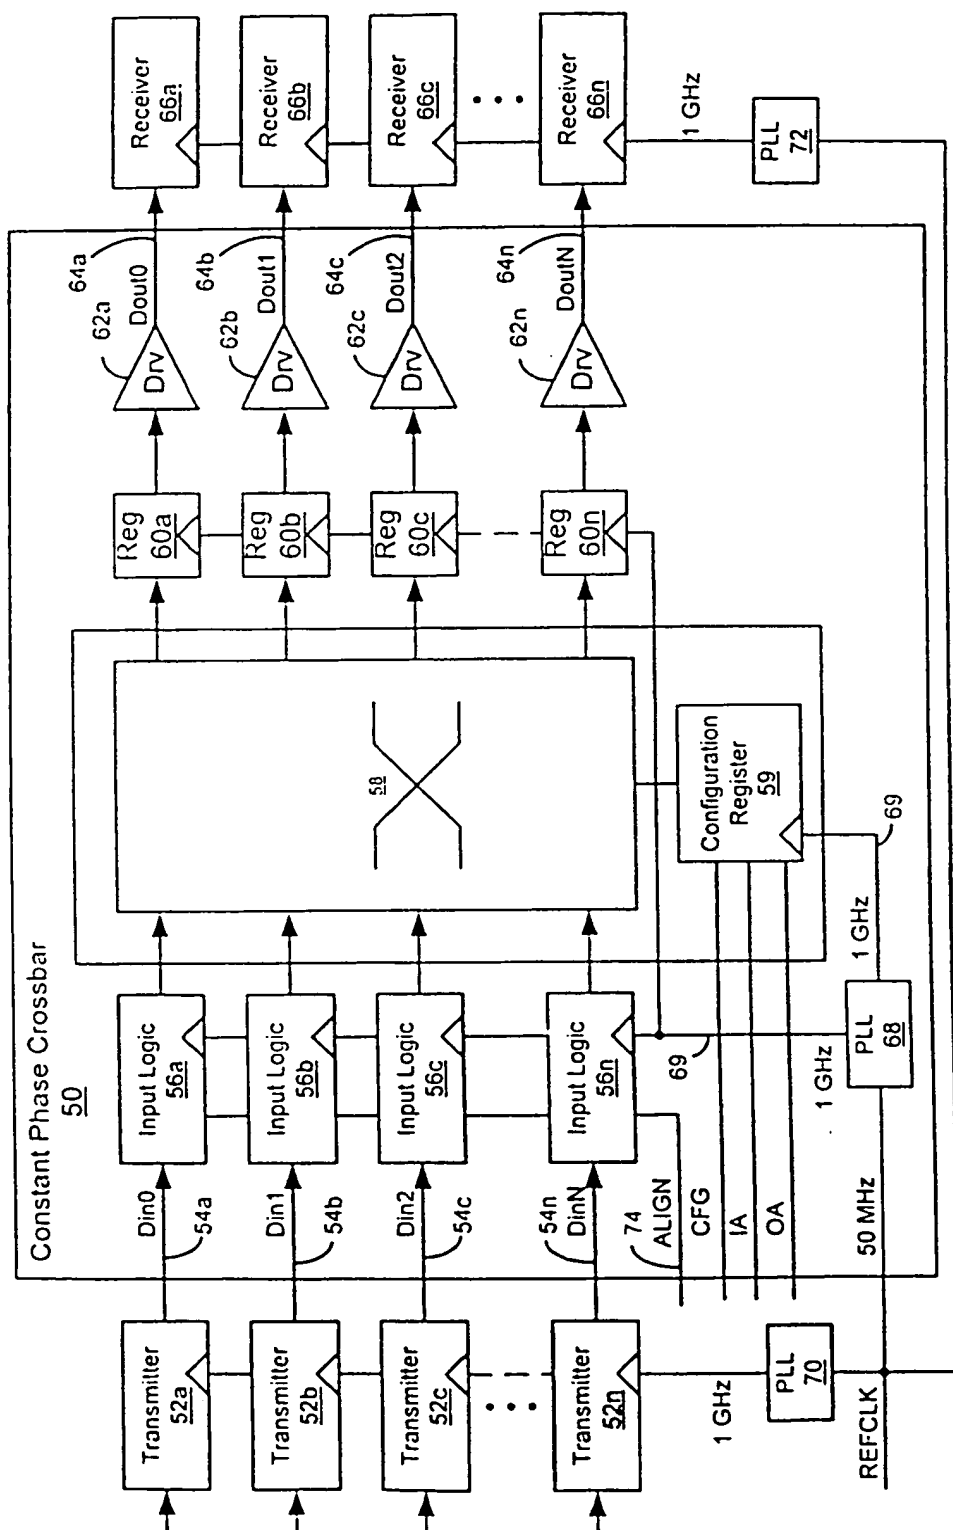 Constant Phase Crossbar
50
Transmitter
52a
Transmitter
52b
Transmitter
52c
Transmitter
52n
Din0
54a
Din1
54b
Din2
54c
54n
DinN
Input Logic
56a
Input Logic
56b
Input Logic
56c
Input Logic
56n
58
Configuration
Register
59
Reg
60a
Reg
60b
Reg
60c
Reg
60n
Drv
62a
Drv
62b
Drv
62c
Drv
62n
Dout0
64a
Dout1
64b
Dout2
64c
DoutN
64n
Receiver
66a
Receiver
66b
Receiver
66c
Receiver
66n
74
ALIGN
CFG
IA
OA
50 MHz
REFCLK
1 GHz
PLL
70
1 GHz
69
PLL
68
1 GHz
69
1 GHz
PLL
72